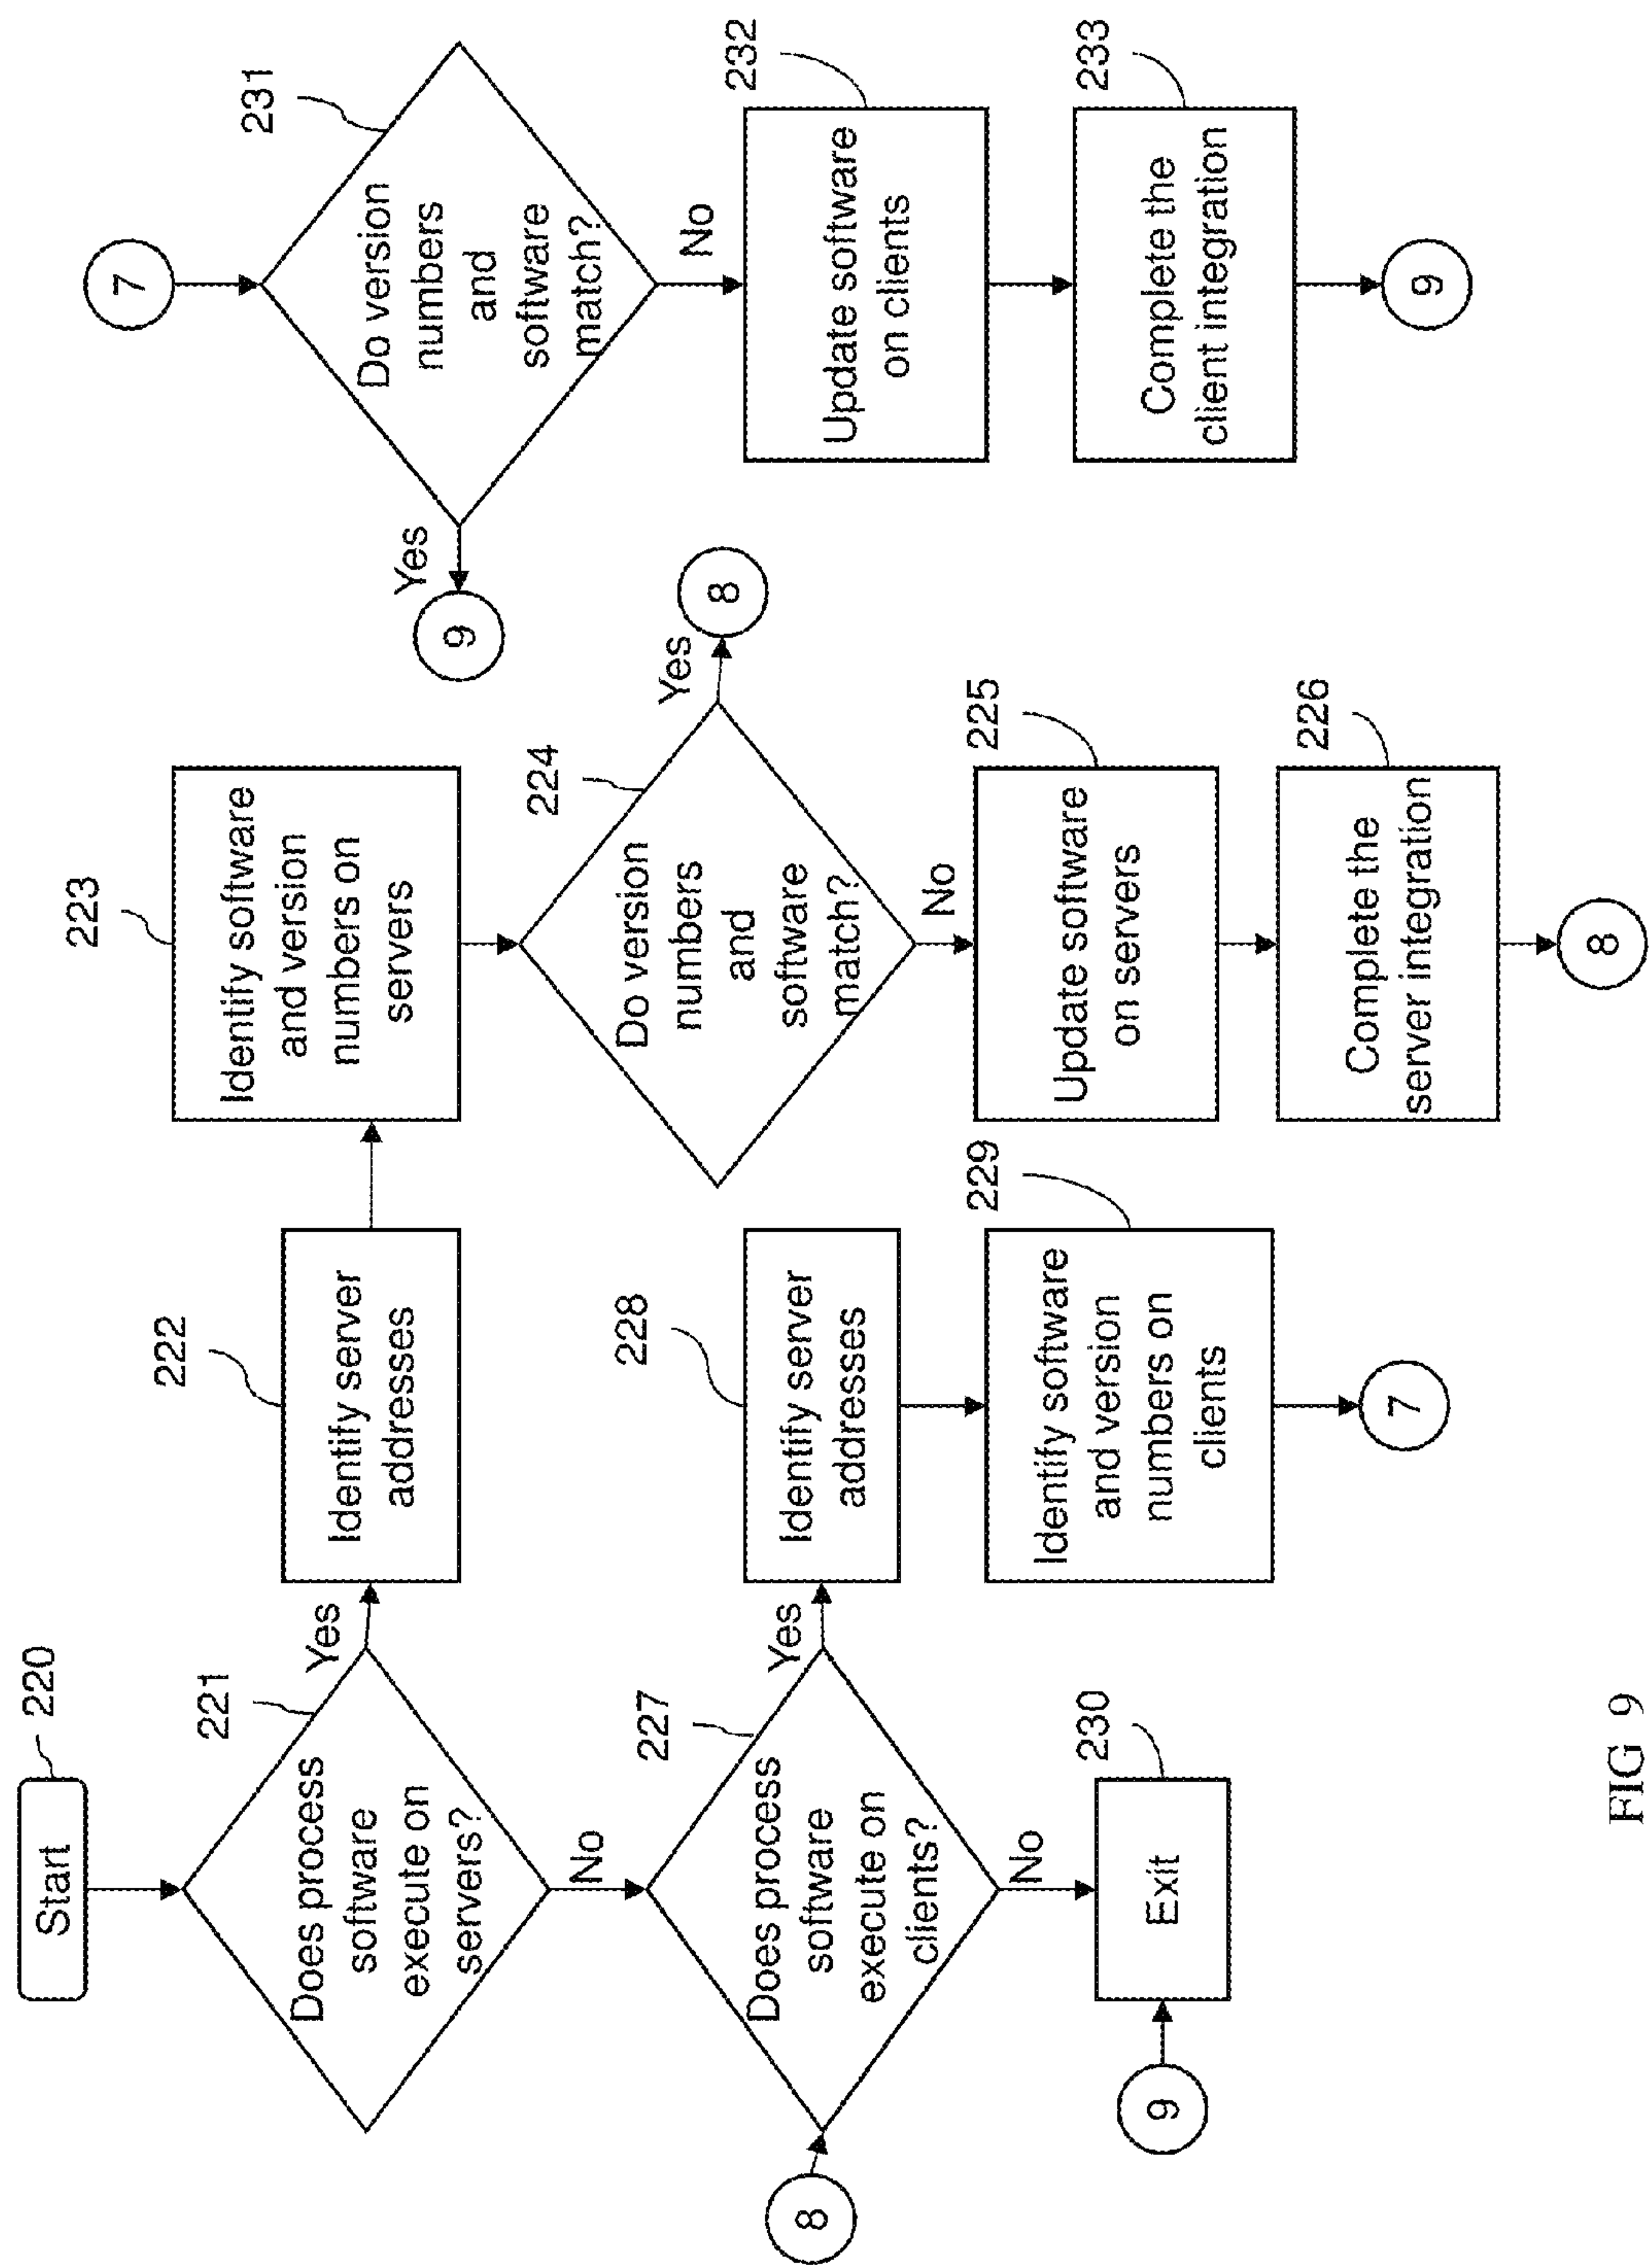 220
Start
221
Does process
software
execute on
servers?
Yes
No
222
Identify server
addresses
223
Identify software
and version
numbers on
servers
224
Do version
numbers
and
software
match?
Yes
8
No
225
Update software
on servers
226
Complete the
server integration
8
8
227
Does process
software
execute on
clients?
Yes
No
228
Identify server
addresses
229
Identify software
and version
numbers on
clients
7
9
230
Exit
7
231
Do version
numbers
and
software
match?
Yes
9
No
232
Update software
on clients
233
Complete the
client integration
9
FIG 9